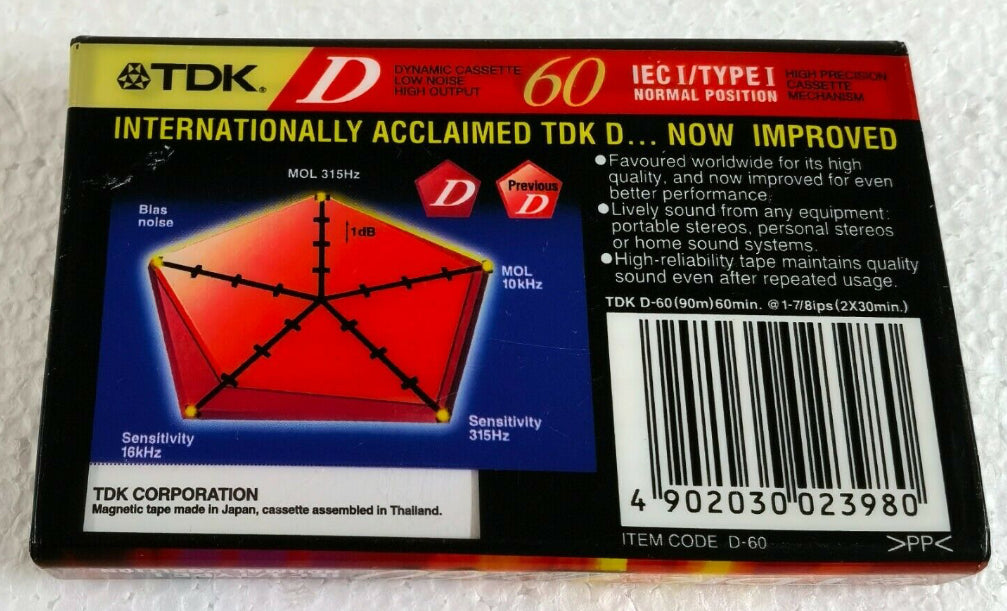 TDK.
D
DYNAMIC CASSETTE
LOW NOISE
HIGH OUTPUT
60
IEC I/TYPE I
NORMAL POSITION
HIGH PRECISION
CASSETTE
MECHANISM
INTERNATIONALLY ACCLAIMED TDK D... NOW IMPROVED
MOL 315Hz
Bias
noise
1dB
MOL
10kHz
Sensitivity
315Hz
Sensitivity
16kHz
D
Previous
D
●Favoured worldwide for its high
quality, and now improved for even
better performance.
●Lively sound from any equipment:
portable stereos, personal stereos
or home sound systems.
●High-reliability tape maintains quality
sound even after repeated usage.
TDK D-60(90m)60min. @1-7/8ips(2X30min.)
4 902030 023980
ITEM CODE D-60
>PP<
TDK CORPORATION
Magnetic tape made in Japan, cassette assembled in Thailand.